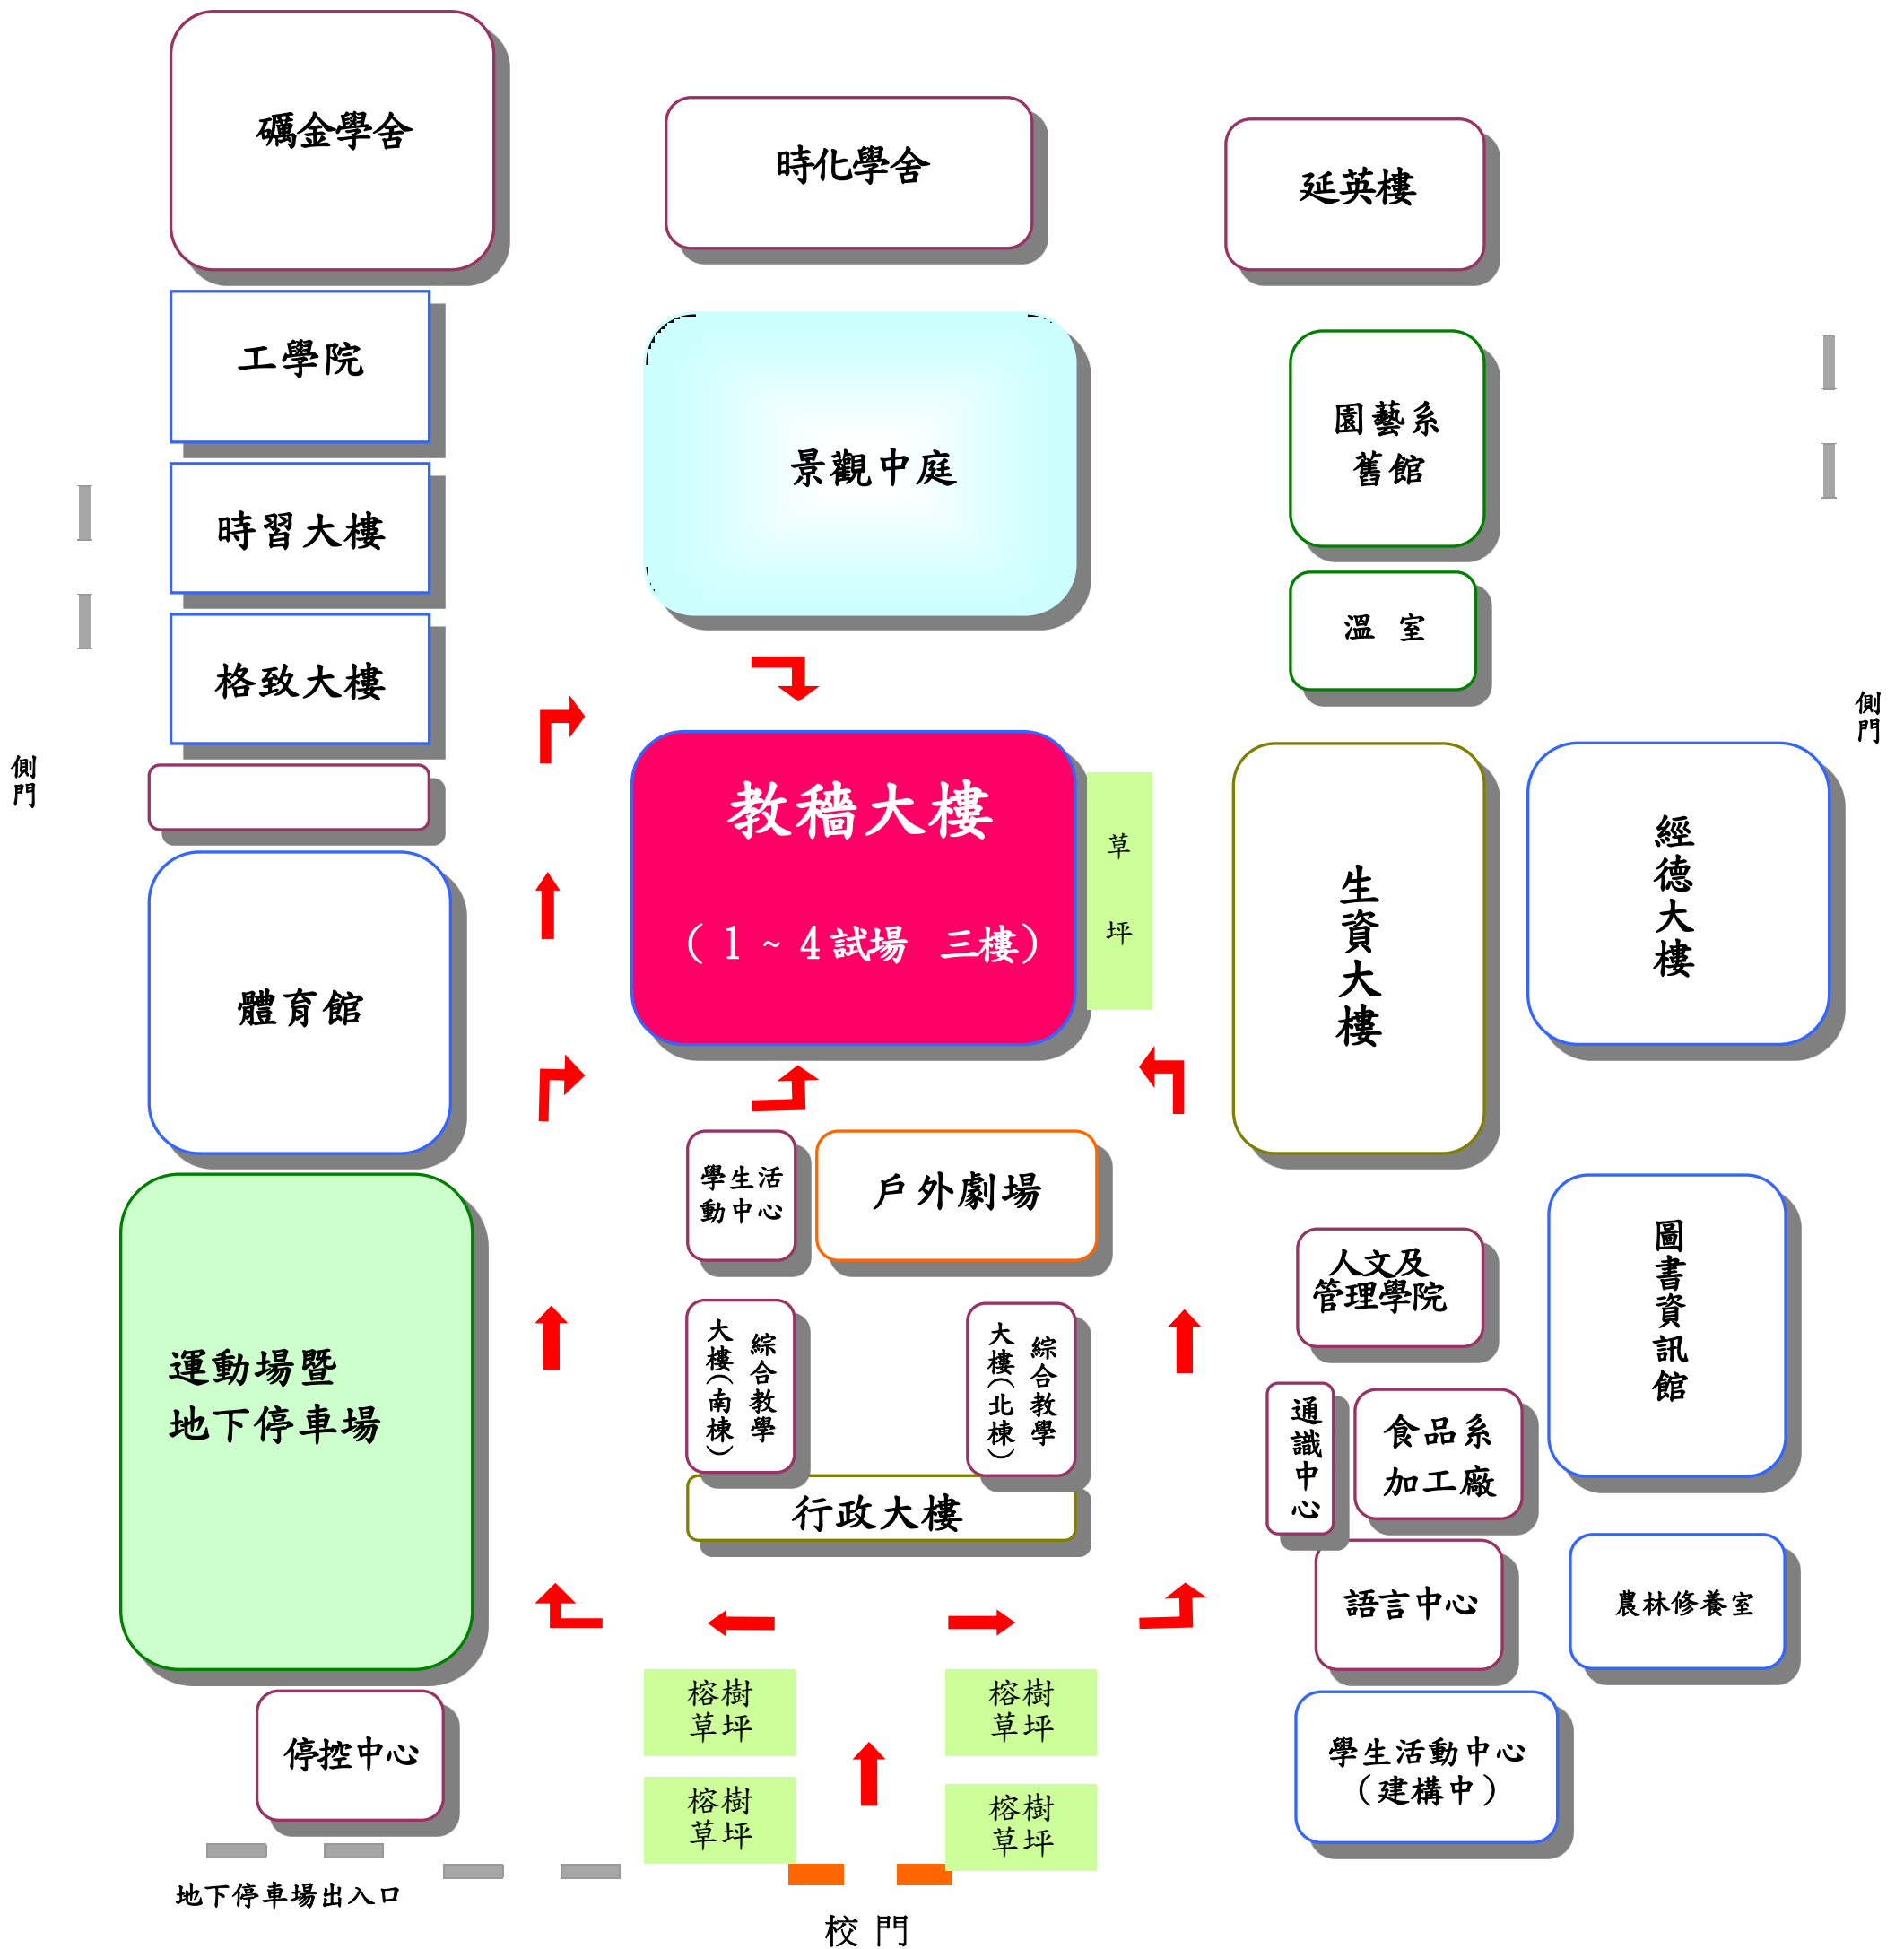 礪金學舍
時化學舍
延英樓
工學院
景觀中庭
園藝系
舊館
時習大樓
溫 室
格致大樓
側門
側門
教穡大樓
(1~4試場 三樓)
草
坪
生資大樓
經德大樓
體育館
學生活
動中心
戶外劇場
人文及
管理學院
圖書資訊館
運動場暨
地下停車場
綜合教學
大樓(南棟)
綜合教學
大樓(北棟)
通識中心
食品系
加工廠
行政大樓
語言中心
農林修養室
榕樹
草坪
榕樹
草坪
停控中心
學生活動中心
(建構中)
榕樹
草坪
榕樹
草坪
地下停車場出入口
校 門